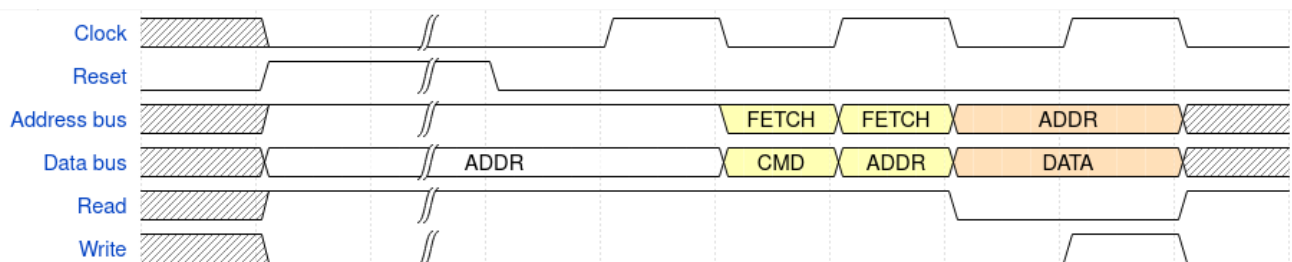 Clock
Reset
Address bus FETCH FETCH ADDR
Data bus ADDR CMD ADDR DATA
Read
Write